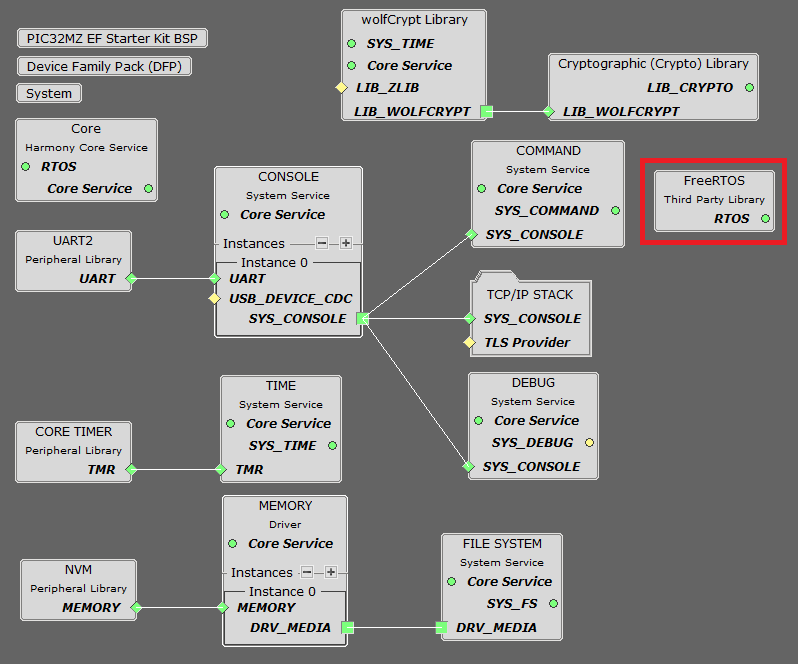 PIC32MZ EF Starter Kit BSP
Device Family Pack (DFP)
System
Core
Harmony Core Service
RTOS
Core Service
UART2
Peripheral Library
UART
CORE TIMER
Peripheral Library
TMR
NVM
Peripheral Library
MEMORY
CONSOLE
System Service
Core Service
Instances
Instance 0
UART
USB_DEVICE_CDC
SYS_CONSOLE
TIME
System Service
Core Service
SYS_TIME
TMR
MEMORY
Driver
Core Service
Instances
Instance 0
MEMORY
DRV_MEDIA
wolfCrypt Library
SYS_TIME
Core Service
LIB_ZLIB
LIB_WOLFCRYPT
Cryptographic (Crypto) Library
LIB_CRYPTO
LIB_WOLFCRYPT
COMMAND
System Service
Core Service
SYS_COMMAND
SYS_CONSOLE
FreeRTOS
Third Party Library
RTOS
TCP/IP STACK
SYS_CONSOLE
TLS Provider
DEBUG
System Service
Core Service
SYS_DEBUG
SYS_CONSOLE
FILE SYSTEM
System Service
Core Service
SYS_FS
DRV_MEDIA